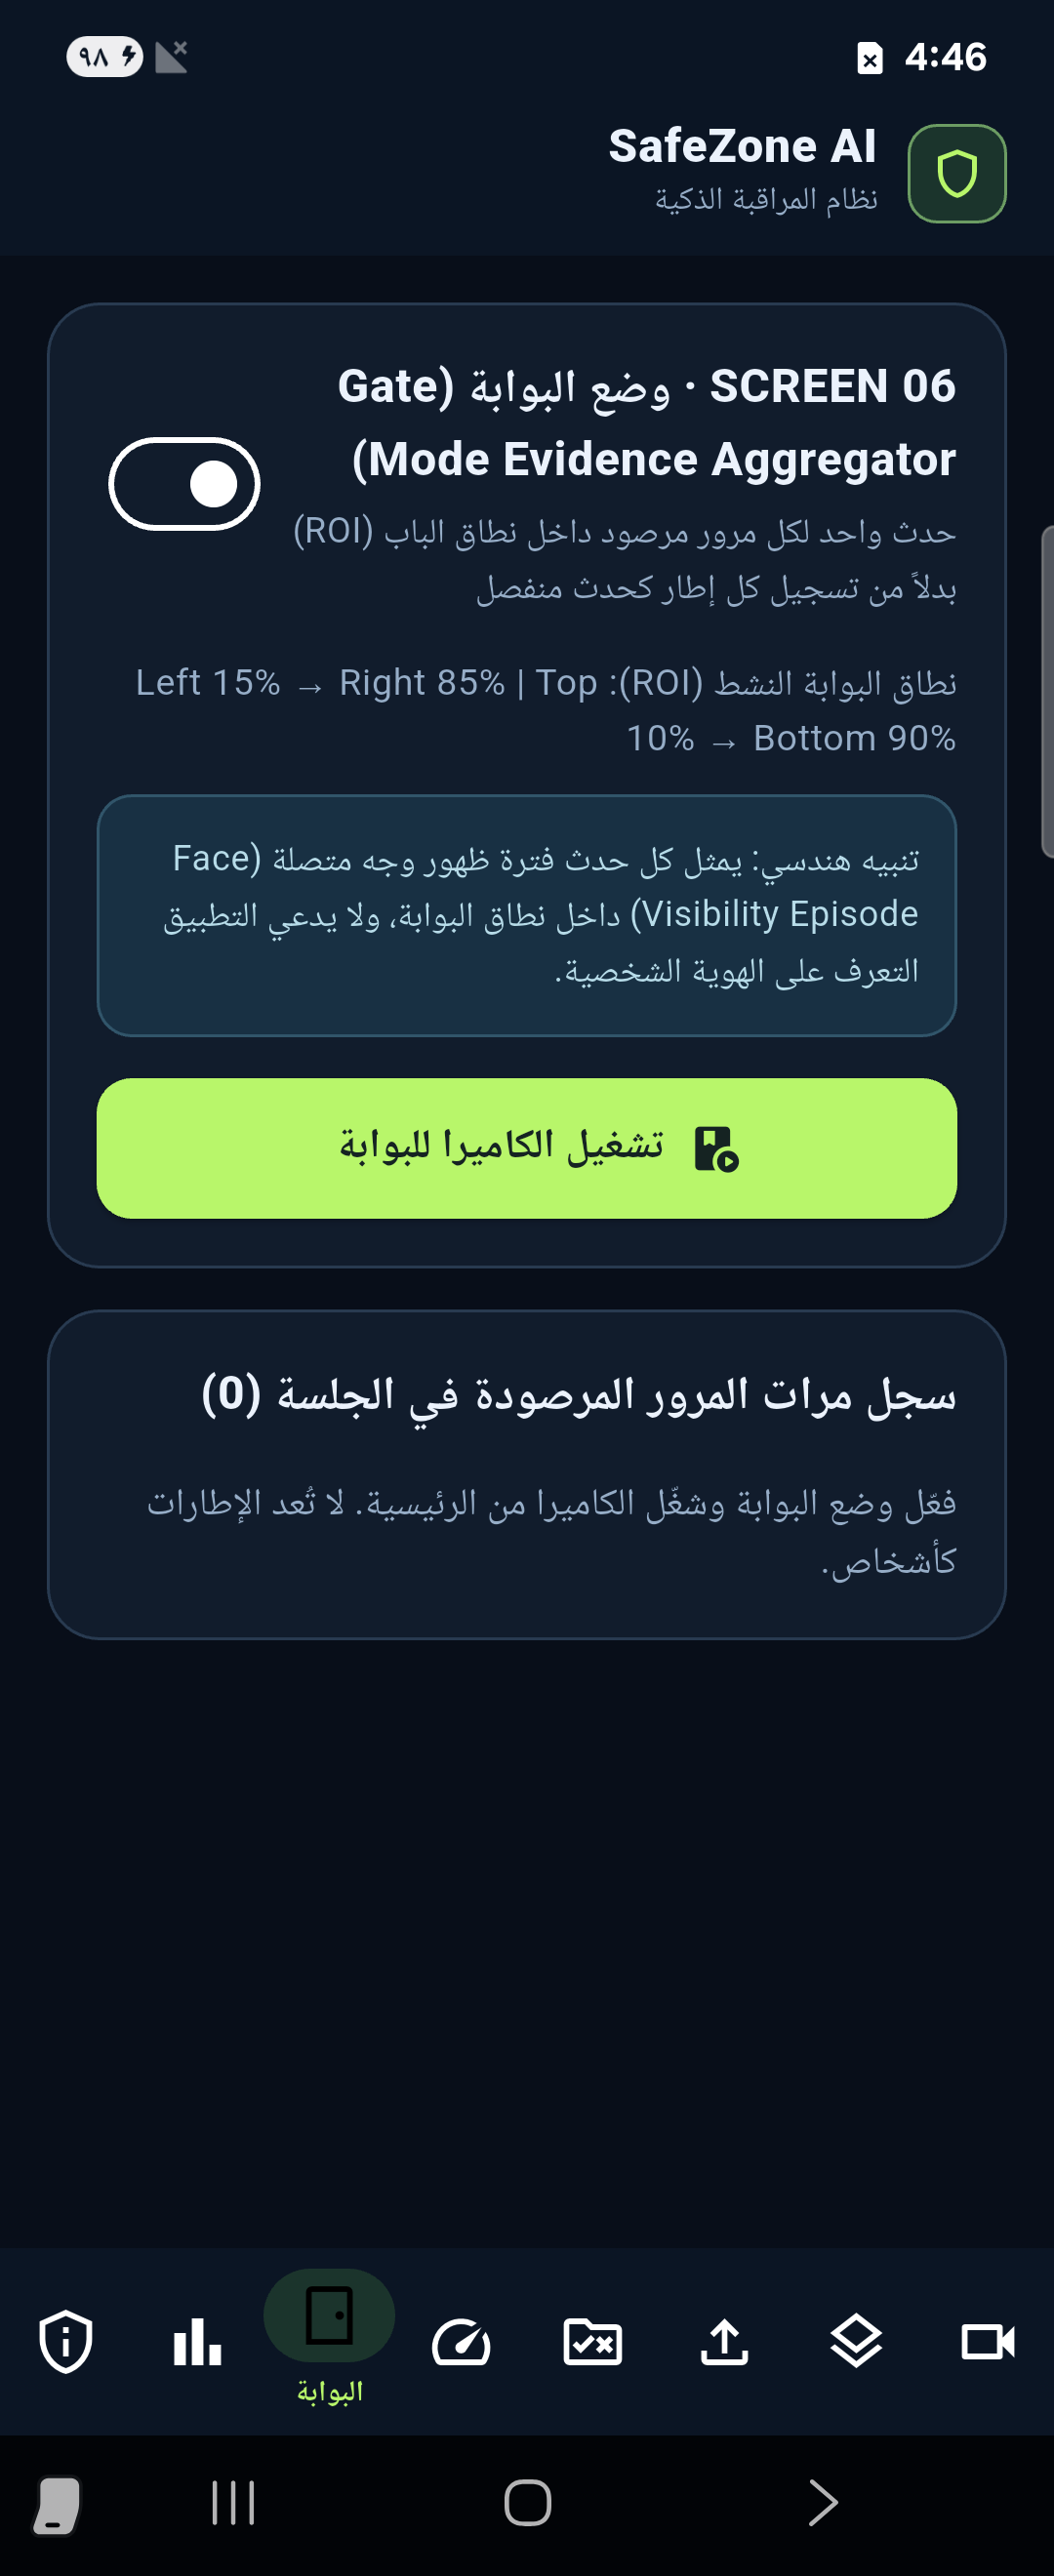 4:46
٩٨
SafeZone AI
نظام المراقبة الذكية
SCREEN 06 · وضع البوابة (Gate
Mode Evidence Aggregator)
حدث واحد لكل مرور مرصود داخل نطاق الباب (ROI)
بدلاً من تسجيل كل إطار كحدث منفصل
نطاق البوابة النشط (ROI): Left 15% → Right 85% | Top
10% → Bottom 90%
تنبيه هندسي: يمثل كل حدث فترة ظهور وجه متصلة (Face
Visibility Episode) داخل نطاق البوابة، ولا يدعي التطبيق
التعرف على الهوية الشخصية.
تشغيل الكاميرا للبوابة
سجل مرات المرور المرصودة في الجلسة (0)
فعّل وضع البوابة وشغّل الكاميرا من الرئيسية. لا تُعد الإطارات
كأشخاص.
البوابة